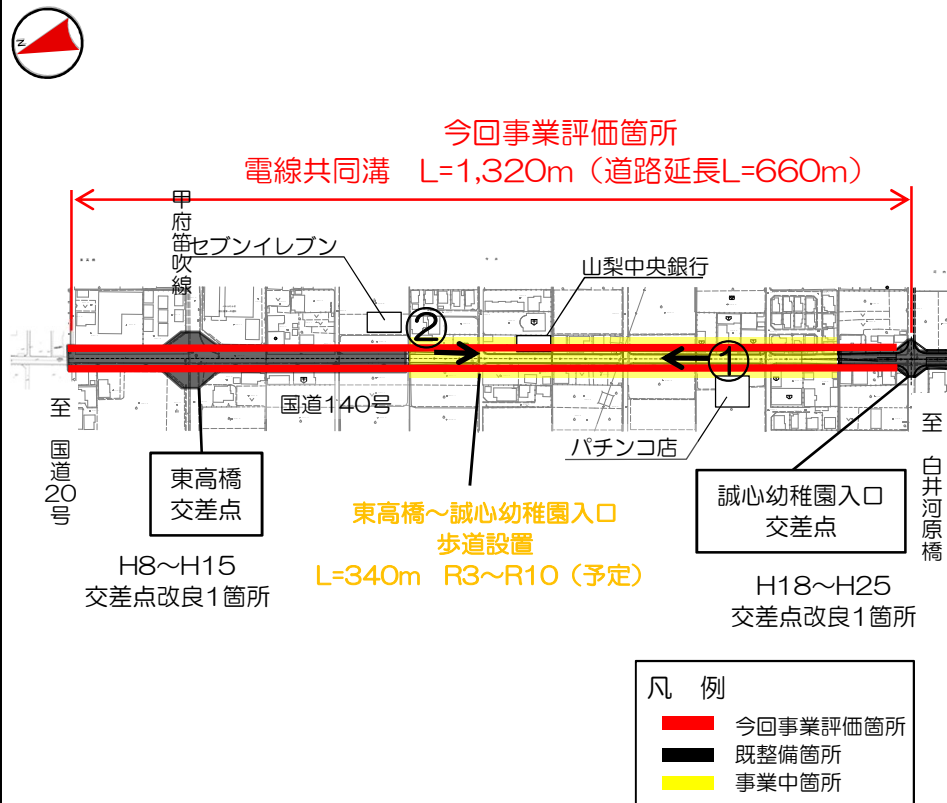 N
今回事業評価箇所
電線共同溝 L=1,320m（道路延長L=660m）
甲府笛吹線
セブンイレブン
山梨中央銀行
②
①
国道140号
パチンコ店
至 国道20号
至 白井河原橋
東高橋
交差点
誠心幼稚園入口
交差点
東高橋～誠心幼稚園入口
歩道設置
L=340m R3～R10（予定）
H8～H15
交差点改良1箇所
H18～H25
交差点改良1箇所
凡 例
今回事業評価箇所
既整備箇所
事業中箇所